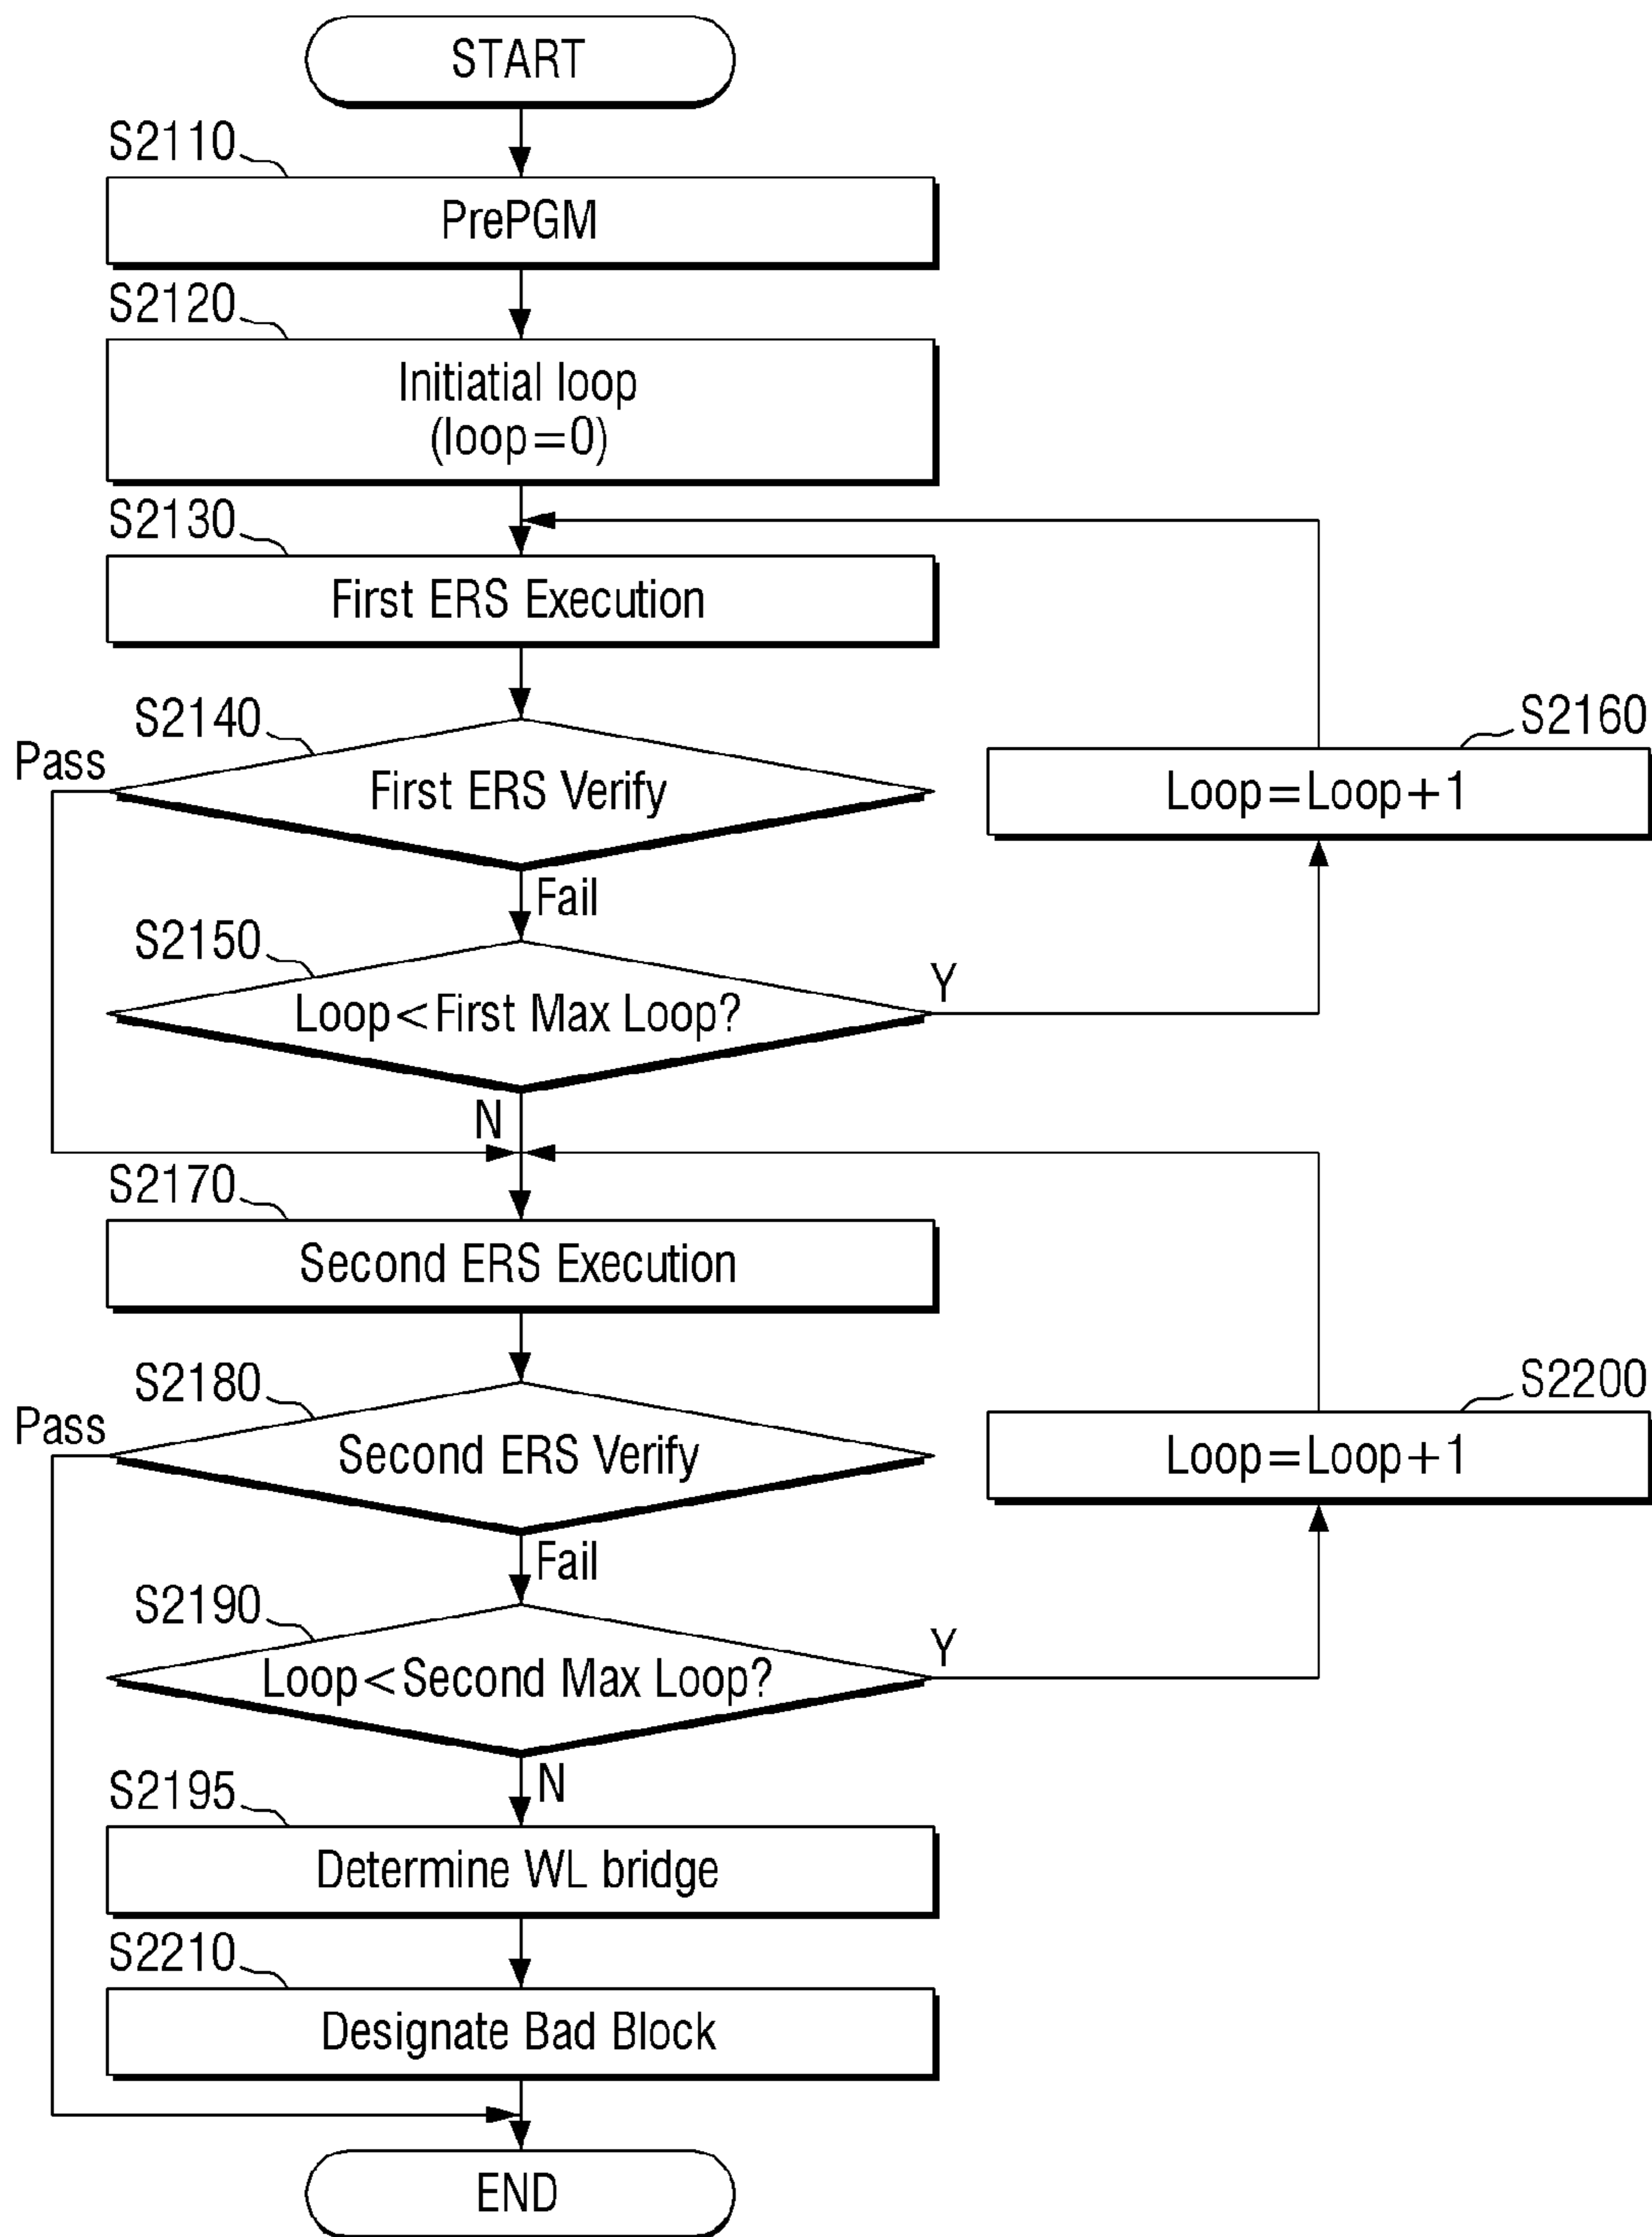 START
S2110
PrePGM
S2120
Initiatial loop
(loop=0)
S2130
First ERS Execution
S2140
Pass
First ERS Verify
S2160
Loop=Loop+1
Fail
S2150
Loop<First Max Loop?
Y
N
S2170
Second ERS Execution
S2180
Pass
Second ERS Verify
S2200
Loop=Loop+1
Fail
S2190
Loop<Second Max Loop?
Y
N
S2195
Determine WL bridge
S2210
Designate Bad Block
END